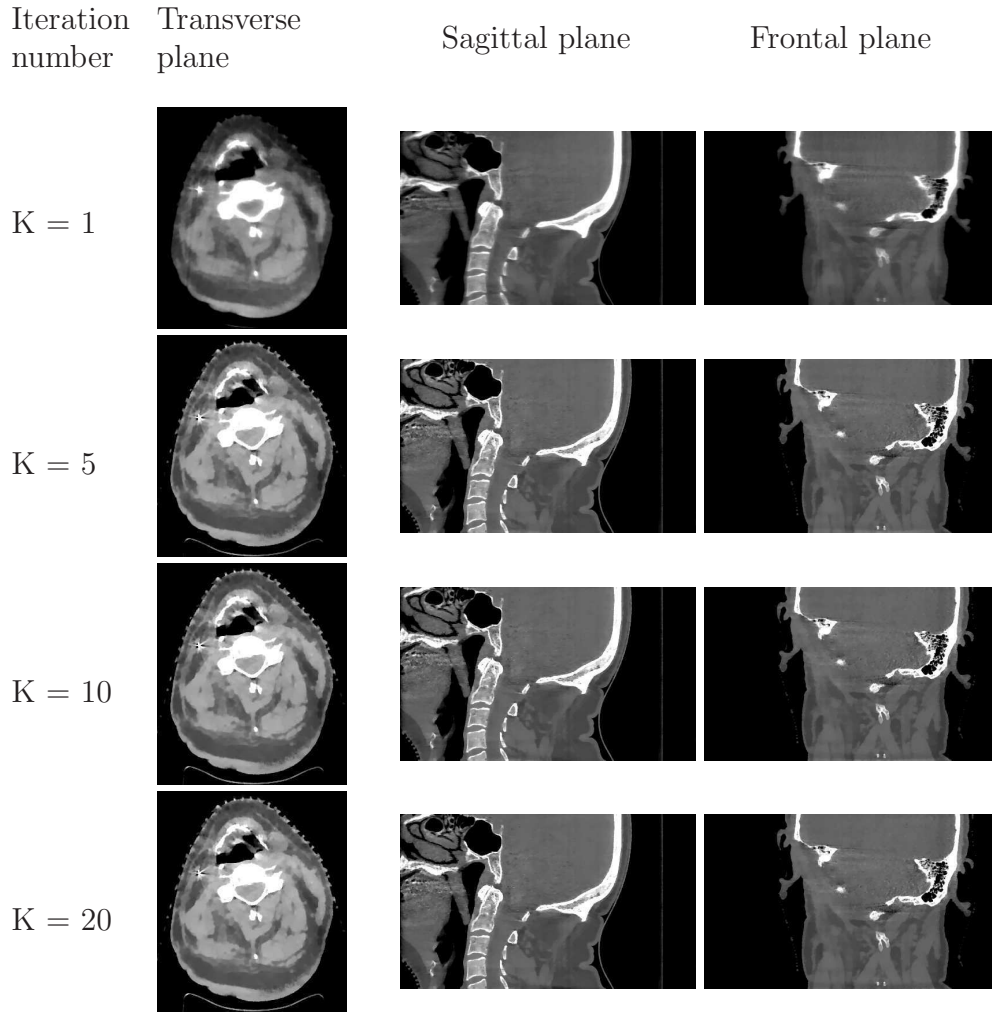 Iteration number
Transverse plane
Sagittal plane
Frontal plane
K = 1
K = 5
K = 10
K = 20